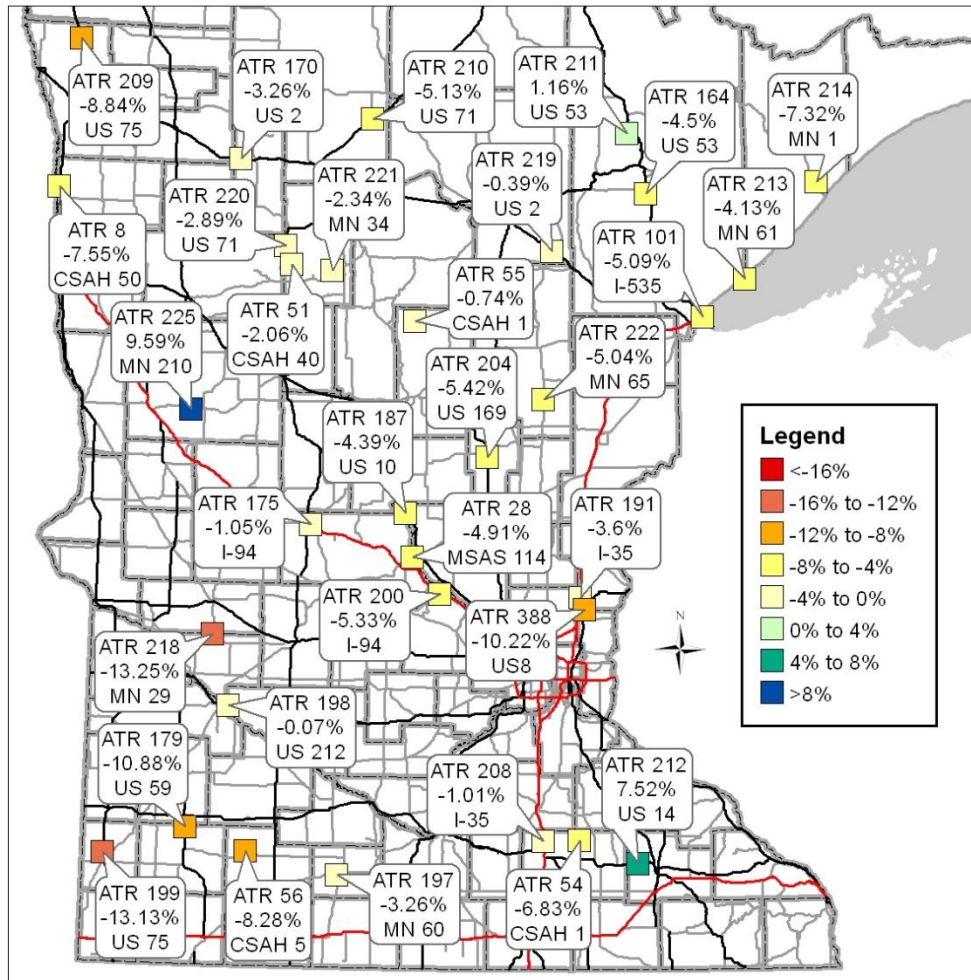 ATR 209
-8.84%
US 75
ATR 170
-3.26%
US 2
ATR 210
-5.13%
US 71
ATR 211
1.16%
US 53
ATR 164
-4.5%
US 53
ATR 214
-7.32%
MN 1
ATR 8
-7.55%
CSAH 50
ATR 220
-2.89%
US 71
ATR 221
-2.34%
MN 34
ATR 219
-0.39%
US 2
ATR 213
-4.13%
MN 61
ATR 101
-5.09%
I-535
ATR 225
9.59%
MN 210
ATR 51
-2.06%
CSAH 40
ATR 55
-0.74%
CSAH 1
ATR 204
-5.42%
US 169
ATR 222
-5.04%
MN 65
ATR 187
-4.39%
US 10
ATR 175
-1.05%
I-94
ATR 28
-4.91%
MSAS 114
ATR 191
-3.6%
I-35
ATR 200
-5.33%
I-94
ATR 388
-10.22%
US8
ATR 218
-13.25%
MN 29
ATR 198
-0.07%
US 212
ATR 179
-10.88%
US 59
ATR 208
-1.01%
I-35
ATR 212
7.52%
US 14
ATR 199
-13.13%
US 75
ATR 56
-8.28%
CSAH 5
ATR 197
-3.26%
MN 60
ATR 54
-6.83%
CSAH 1
N
Legend
<-16%
-16% to -12%
-12% to -8%
-8% to -4%
-4% to 0%
0% to 4%
4% to 8%
>8%